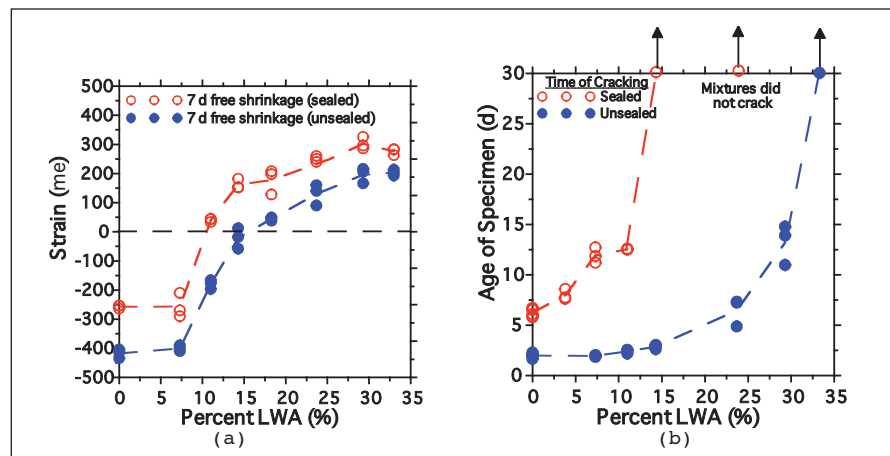 500
400
300
200
100
0
-100
-200
-300
-400
-500
7 d free shrinkage (sealed)
7 d free shrinkage (unsealed)
Strain (me)
0 5 10 15 20 25 30 35
Percent LWA (%)
(a)
30
25
20
15
10
5
0
Time of Cracking
Sealed
Unsealed
Mixtures did
not crack
Age of Specimen (d)
0 5 10 15 20 25 30 35
Percent LWA (%)
(b)